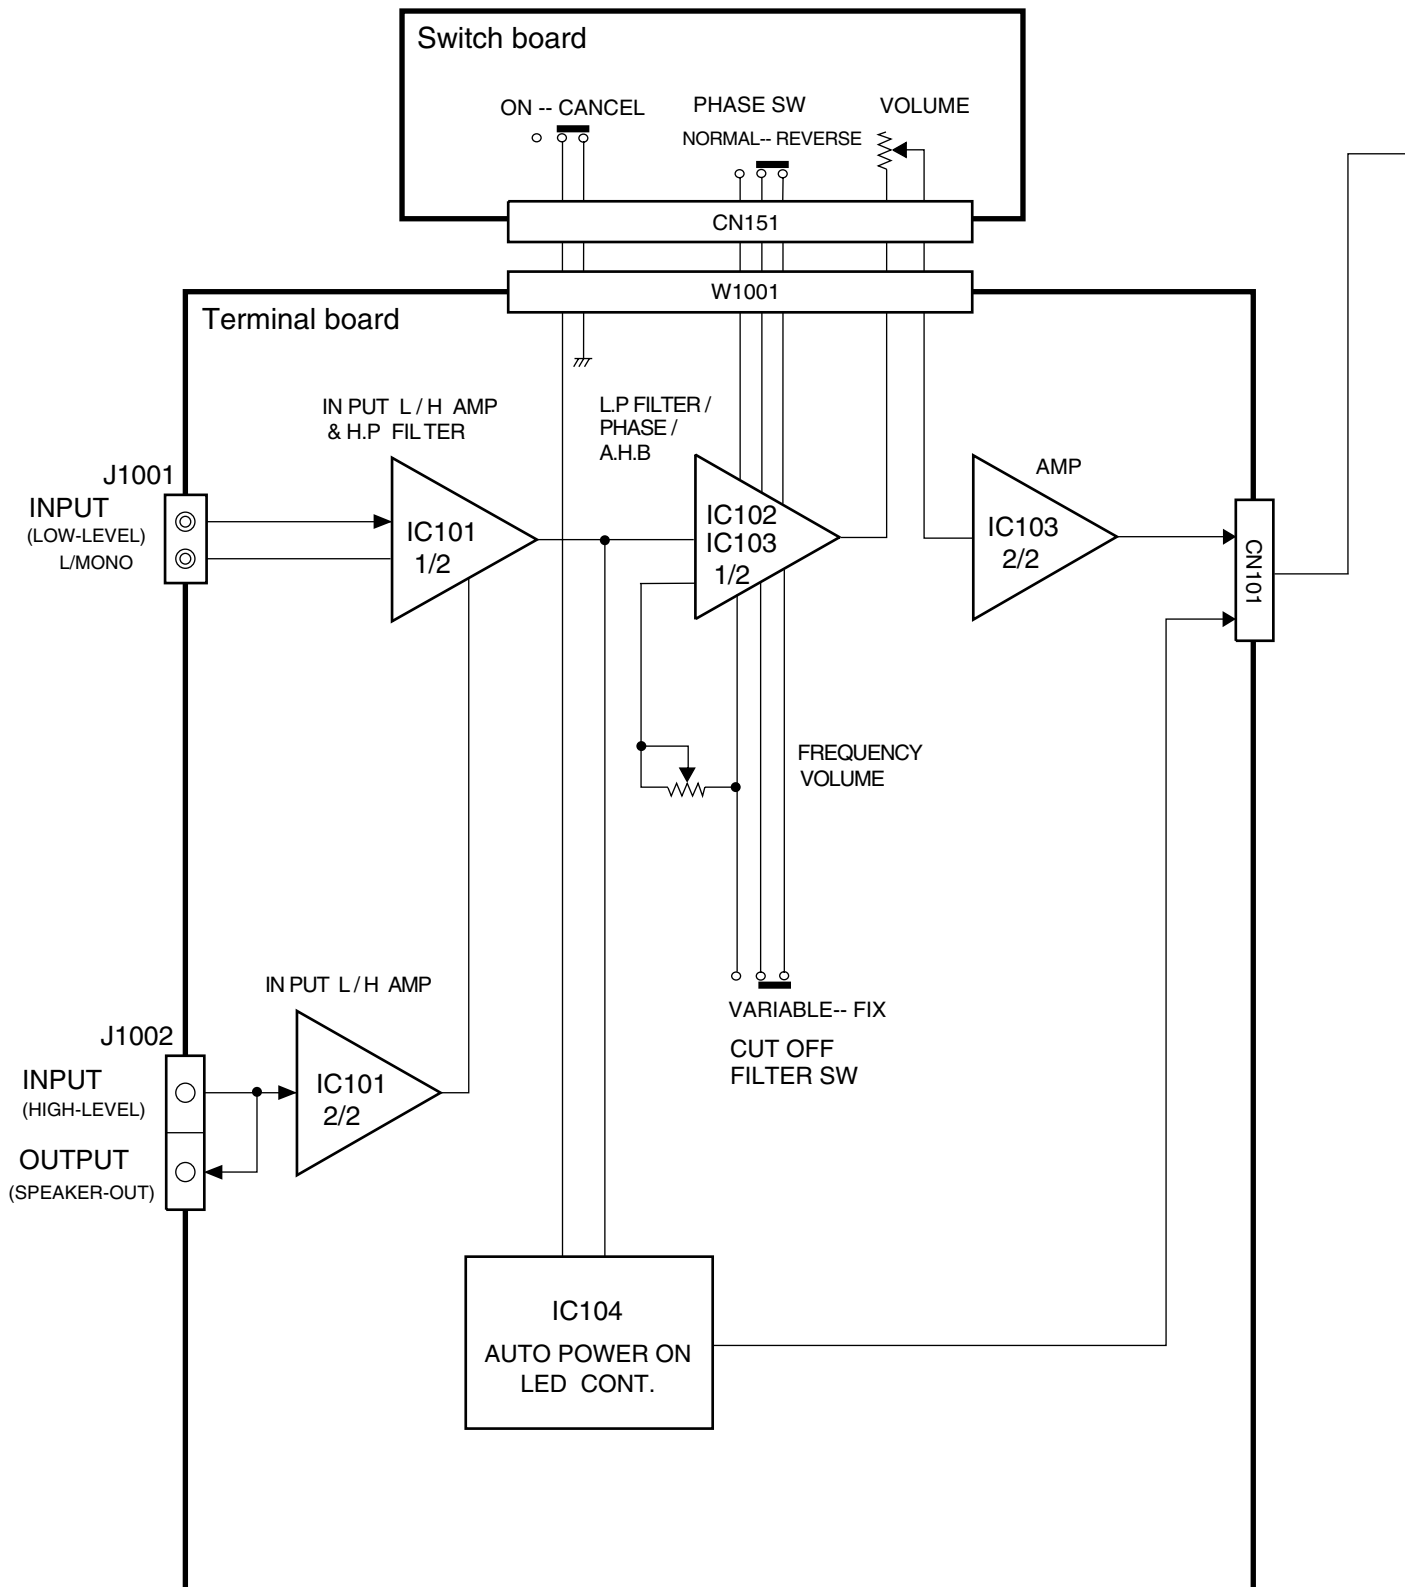 Switch board
ON -- CANCEL
PHASE SW
VOLUME
NORMAL-- REVERSE
CN151
W1001
Terminal board
IN PUT L / H AMP
& H.P FILTER
L.P FILTER /
PHASE /
A.H.B
AMP
J1001
INPUT
(LOW-LEVEL)
L/MONO
IC101
1/2
IC102
IC103
1/2
IC103
2/2
CN101
FREQUENCY
VOLUME
IN PUT L / H AMP
VARIABLE-- FIX
CUT OFF
FILTER SW
J1002
INPUT
(HIGH-LEVEL)
OUTPUT
(SPEAKER-OUT)
IC101
2/2
IC104
AUTO POWER ON
LED CONT.